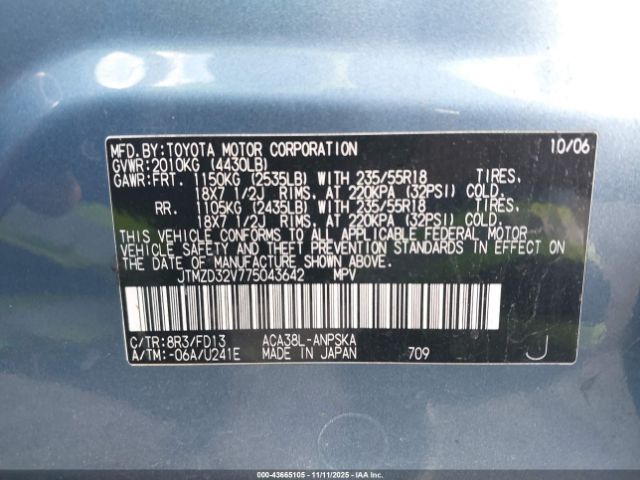 MFD. BY: TOYOTA MOTOR CORPORATION 10/06
GVWR: 2010KG (4430LB)
GAWR: FRT. 1150KG (2535LB) WITH 235/55R18 TIRES,
18X7 1/2J RIMS, AT 220KPA (32PSI) COLD.
RR. 1105KG (2435LB) WITH 235/55R18 TIRES,
18X7 1/2J RIMS, AT 220KPA (32PSI) COLD.
THIS VEHICLE CONFORMS TO ALL APPLICABLE FEDERAL MOTOR
VEHICLE SAFETY AND THEFT PREVENTION STANDARDS IN EFFECT ON
THE DATE OF MANUFACTURE SHOWN ABOVE.
JTMZD32V775043642 MPV
C/TR: 8R3/FD13 ACA38L-ANPSKA
A/TM: -06A/U241E MADE IN JAPAN 709 J
000-43665105 - 11/11/2025 - IAAI.COM